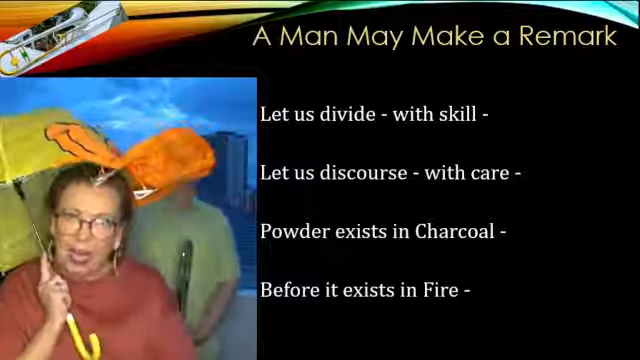 A Man May Make a Remark
Let us divide - with skill -
Let us discourse - with care -
Powder exists in Charcoal -
Before it exists in Fire -